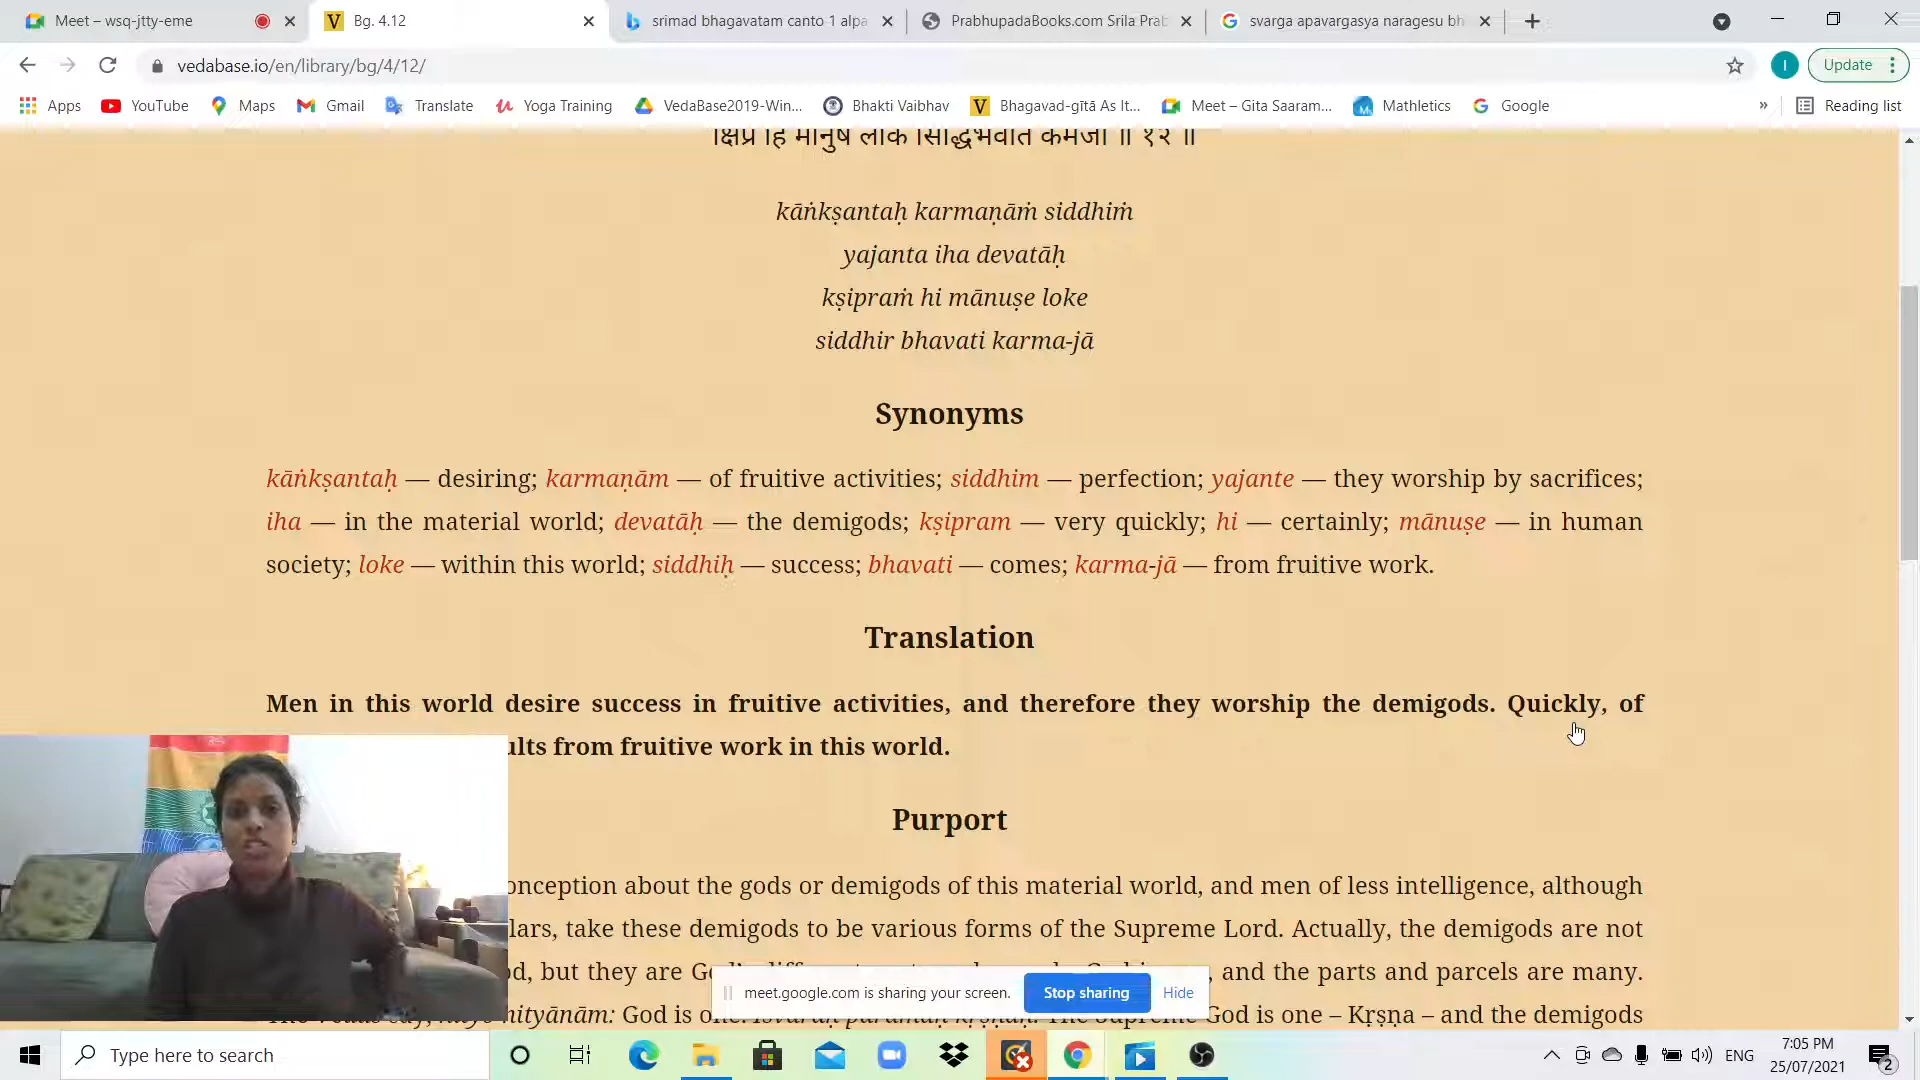 Meet – wsq-jtty-eme
Bg. 4.12
srimad bhagavatam canto 1 alpa
PrabhupadaBooks.com Srila Prab
svarga apavargasya naragesu bh
vedabase.io/en/library/bg/4/12/
I
Update
Apps
YouTube
Maps
Gmail
Translate
Yoga Training
VedaBase2019-Win...
Bhakti Vaibhav
Bhagavad-gītā As It...
Meet – Gita Saaram...
Mathletics
Google
»
Reading list
kāṅkṣantaḥ karmaṇāṁ siddhiṁ
yajanta iha devatāḥ
kṣipraṁ hi mānuṣe loke
siddhir bhavati karma-jā
Synonyms
kāṅkṣantaḥ — desiring; karmaṇām — of fruitive activities; siddhim — perfection; yajante — they worship by sacrifices;
iha — in the material world; devatāḥ — the demigods; kṣipram — very quickly; hi — certainly; mānuṣe — in human
society; loke — within this world; siddhiḥ — success; bhavati — comes; karma-jā — from fruitive work.
Translation
Men in this world desire success in fruitive activities, and therefore they worship the demigods. Quickly, of
ults from fruitive work in this world.
Purport
onception about the gods or demigods of this material world, and men of less intelligence, although
lars, take these demigods to be various forms of the Supreme Lord. Actually, the demigods are not
d, but they are and the parts and parcels are many.
nityānām: God is one. God is one – Kṛṣṇa – and the demigods
meet.google.com is sharing your screen.
Stop sharing
Hide
Type here to search
ENG
7:05 PM
25/07/2021
2